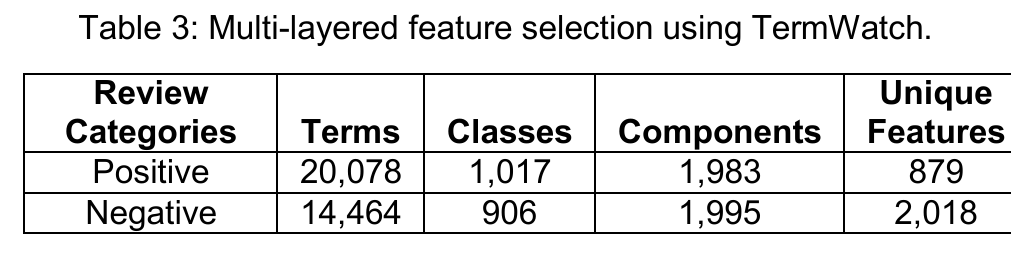 Table 3: Multi-layered feature selection using TermWatch.
Review Categories Terms Classes Components Unique Features
Positive 20,078 1,017 1,983 879
Negative 14,464 906 1,995 2,018